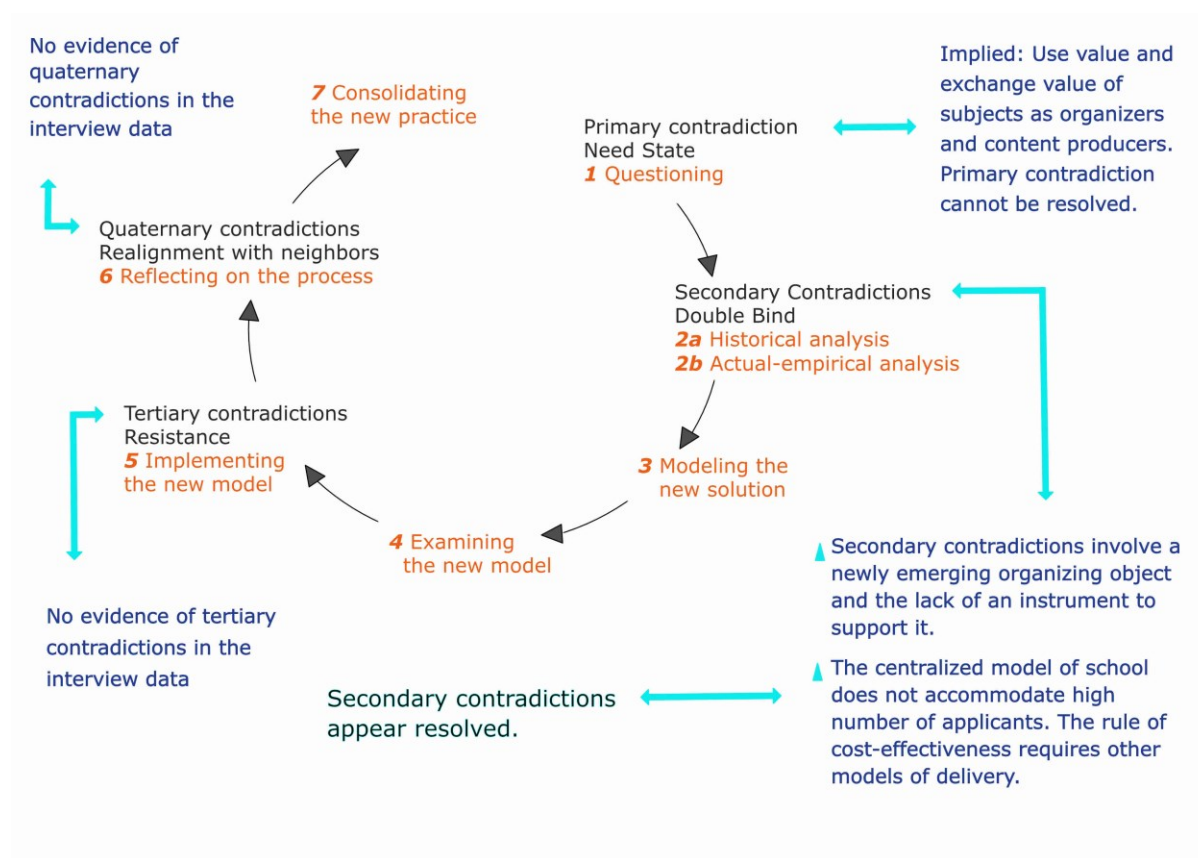 No evidence of
quaternary
contradictions in the
interview data
7 Consolidating
the new practice
Primary contradiction
Need State
1 Questioning
Implied: Use value and
exchange value of
subjects as organizers
and content producers.
Primary contradiction
cannot be resolved.
Quaternary contradictions
Realignment with neighbors
6 Reflecting on the process
Secondary Contradictions
Double Bind
2a Historical analysis
2b Actual-empirical analysis
Tertiary contradictions
Resistance
5 Implementing
the new model
3 Modeling the
new solution
4 Examining
the new model
Secondary contradictions involve a
newly emerging organizing object
and the lack of an instrument to
support it.
No evidence of tertiary
contradictions in the
interview data
Secondary contradictions
appear resolved.
The centralized model of school
does not accommodate high
number of applicants. The rule of
cost-effectiveness requires other
models of delivery.